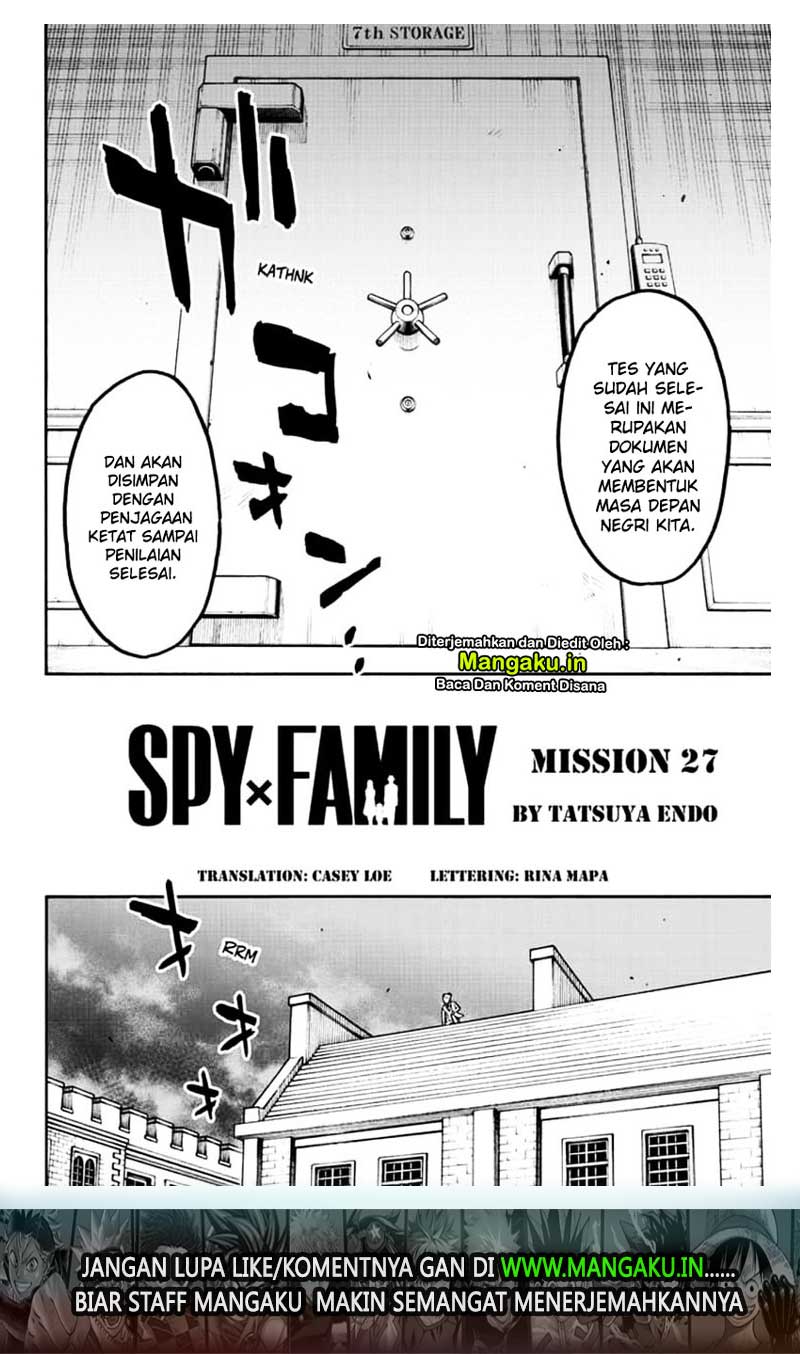 7th STORAGE
ガゴォン
KATHNK
TES YANG
SUDAH SELE-
SAI INI ME-
RUPAKAN
DOKUMEN
YANG AKAN
MEMBENTUK
MASA DEPAN
NEGRI KITA.
DAN AKAN
DISIMPAN
DENGAN
PENJAGAAN
KETAT SAMPAI
PENILAIAN
SELESAI.
Diterjemahkan dan Diedit Oleh :
Mangaku.in
Baca Dan Koment Disana
SPY×FAMILY
MISSION 27
BY TATSUYA ENDO
TRANSLATION: CASEY LOE
LETTERING: RINA MAPA
RRM
JANGAN LUPA LIKE/KOMENTNYA GAN DI WWW.MANGAKU.IN......
BIAR STAFF MANGAKU MAKIN SEMANGAT MENERJEMAHKANNYA